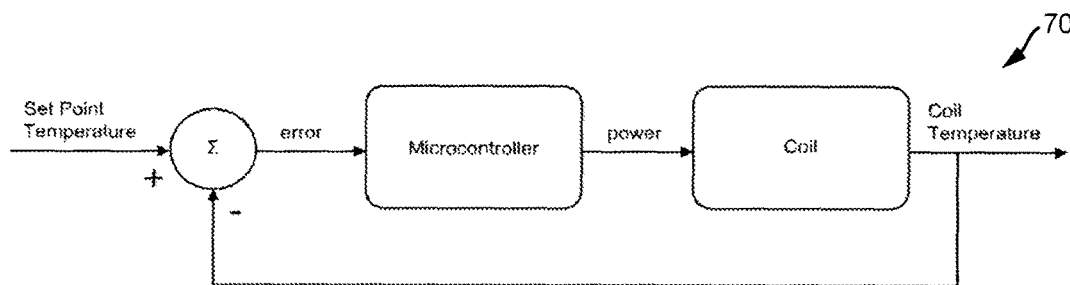 70
Set Point
Temperature
+
Σ
-
error
Microcontroller
power
Coil
Coil
Temperature